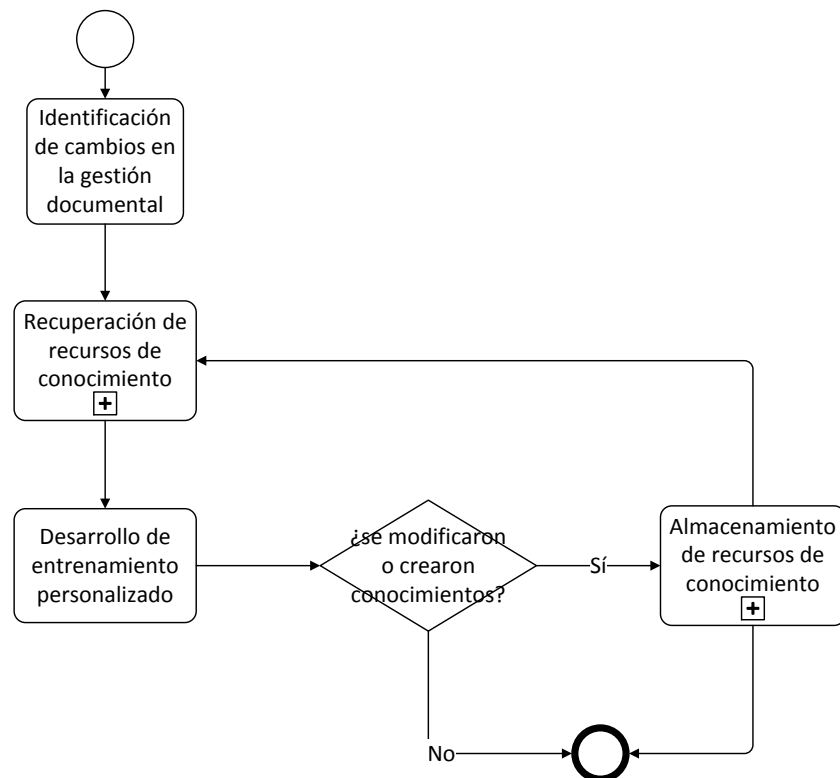 Identificación
de cambios en
la gestión
documental
Recuperación de
recursos de
conocimiento
Desarrollo de
entrenamiento
personalizado
¿se modificaron
o crearon
conocimientos?
Sí
Almacenamiento
de recursos de
conocimiento
No